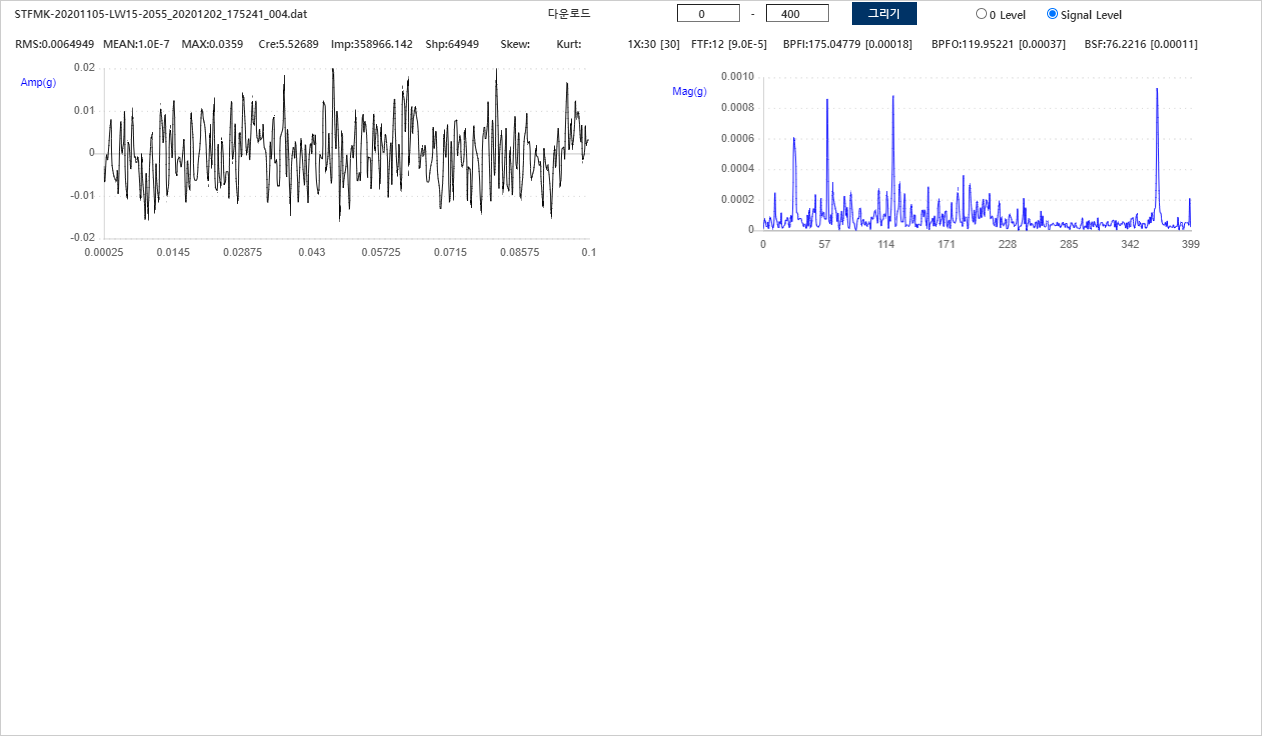 STFMK-20201105-LW15-2055_20201202_175241_004.dat 다운로드 0 - 400 그리기 0 Level Signal Level
RMS:0.0064949 MEAN:1.0E-7 MAX:0.0359 Cre:5.52689 Imp:358966.142 Shp:64949 Skew: Kurt: 1X:30 [30] FTF:12 [9.0E-5] BPFI:175.04779 [0.00018] BPFO:119.95221 [0.00037] BSF:76.2216 [0.00011]
Amp(g)
0.02
0.01
0
-0.01
-0.02
0.00025 0.0145 0.02875 0.043 0.05725 0.0715 0.08575 0.1
Mag(g)
0.0010
0.0008
0.0006
0.0004
0.0002
0
0 57 114 171 228 285 342 399